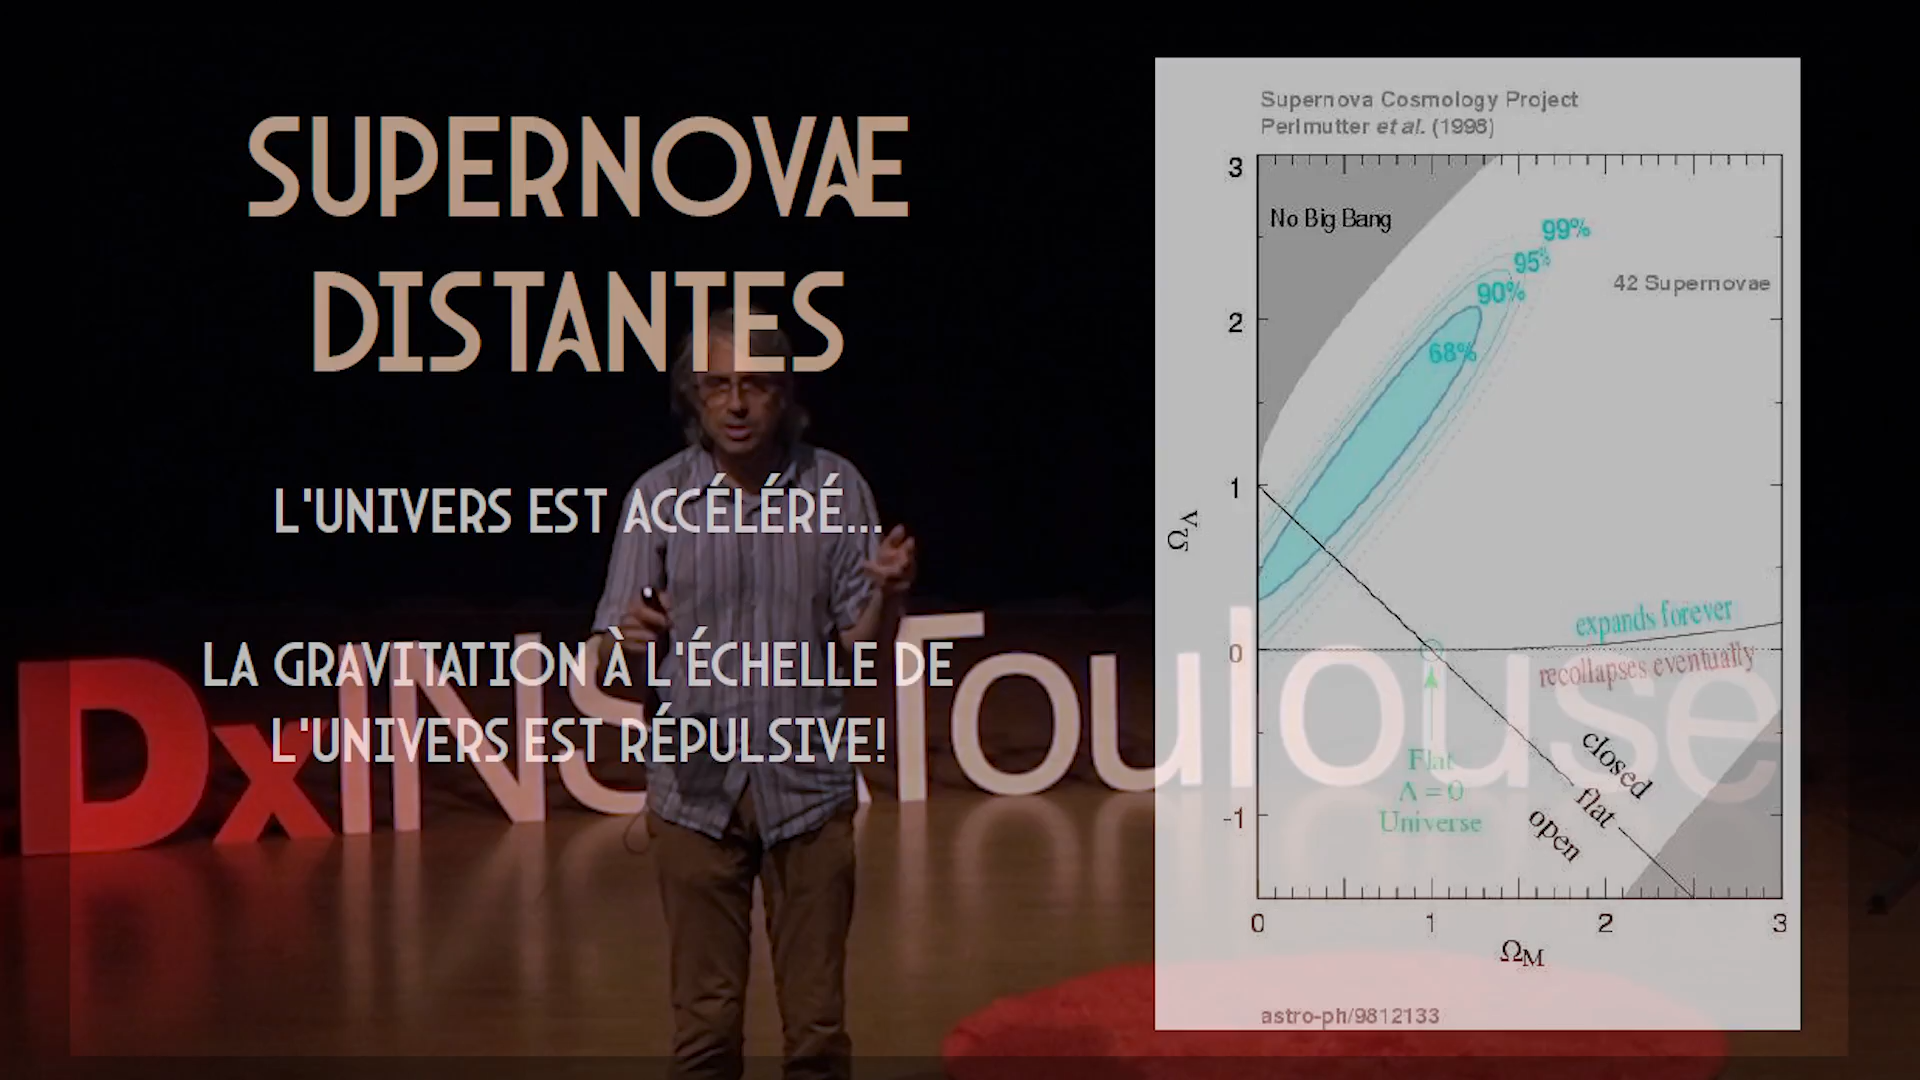 SUPERNOVÆ
DISTANTES
L'UNIVERS EST ACCÉLÉRÉ...
LA GRAVITATION À L'ÉCHELLE DE
L'UNIVERS EST RÉPULSIVE!
DxINSA Toulouse
Supernova Cosmology Project
Perlmutter et al. (1998)
3
No Big Bang
99%
95%
42 Supernovae
90%
2
68%
1
ΩΛ
expands forever
0
recollapses eventually
closed
Flat
Λ = 0
flat
Universe
-1
open
0 1 2 3
ΩM
astro-ph/9812133